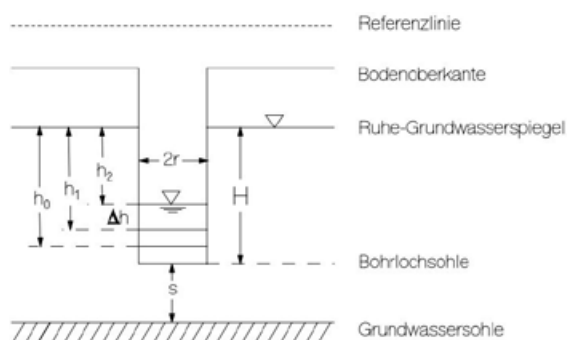 Referenzlinie
Bodenoberkante
Ruhe-Grundwasserspiegel
2r
h₂
h₁
h₀
H
Δh
Bohrlochsohle
s
Grundwassersohle